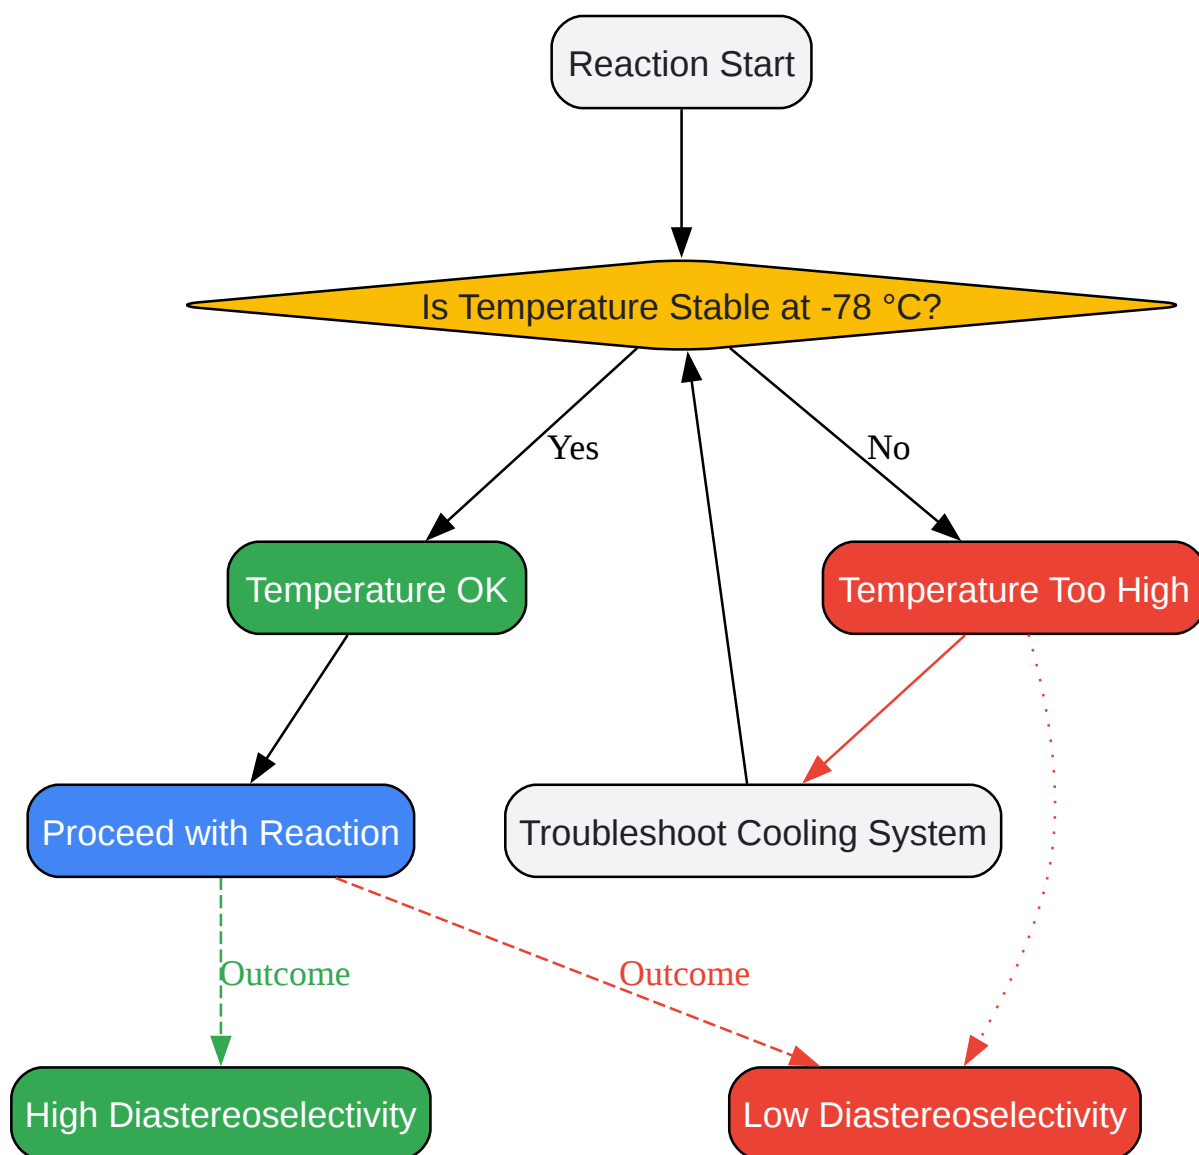 Reaction Start
Is Temperature Stable at -78 °C?
Yes
No
Temperature OK
Temperature Too High
Proceed with Reaction
Troubleshoot Cooling System
Outcome
Outcome
High Diastereoselectivity
Low Diastereoselectivity